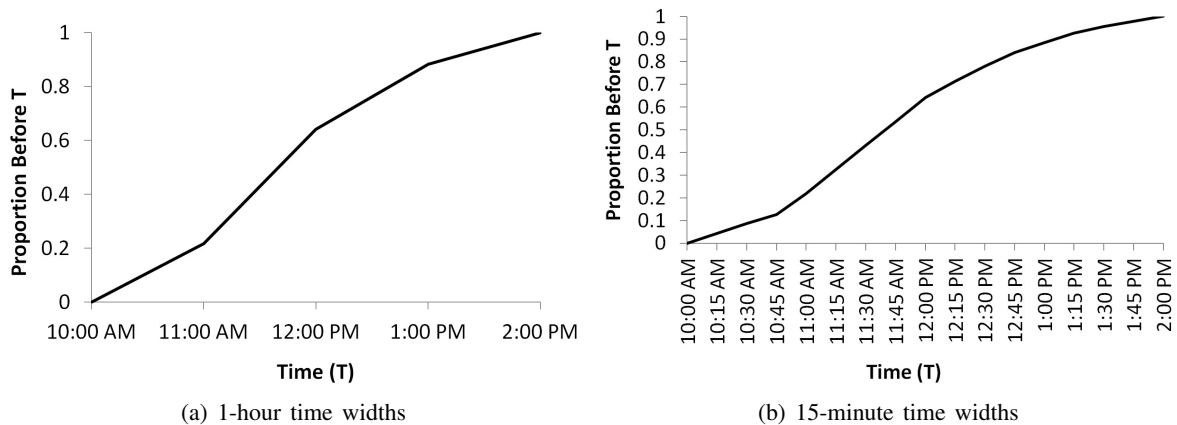 Proportion Before T
1
0.8
0.6
0.4
0.2
0
10:00 AM 11:00 AM 12:00 PM 1:00 PM 2:00 PM
Time (T)
(a) 1-hour time widths
Proportion Before T
1
0.9
0.8
0.7
0.6
0.5
0.4
0.3
0.2
0.1
0
10:00 AM
10:15 AM
10:30 AM
10:45 AM
11:00 AM
11:15 AM
11:30 AM
11:45 AM
12:00 PM
12:15 PM
12:30 PM
12:45 PM
1:00 PM
1:15 PM
1:30 PM
1:45 PM
2:00 PM
Time (T)
(b) 15-minute time widths